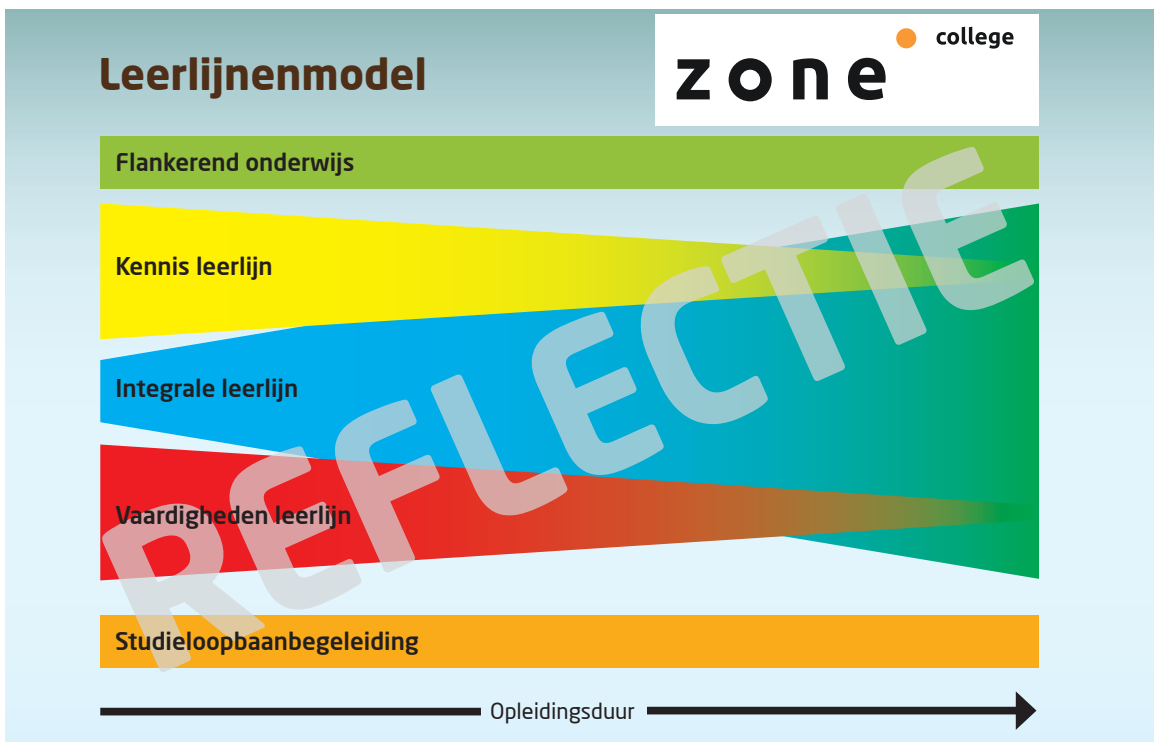 Leerlijnenmodel
zone college
Flankerend onderwijs
Kennis leerlijn
Integrale leerlijn
Vaardigheden leerlijn
REFLECTIE
Studieloopbaanbegeleiding
Opleidingsduur